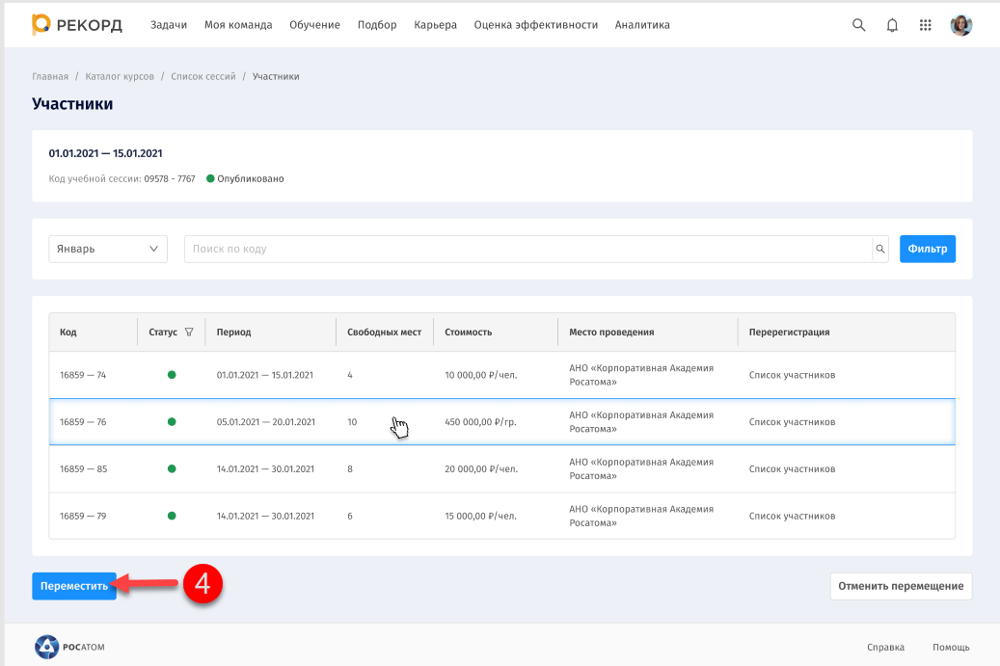 РЕКОРД Задачи Моя команда Обучение Подбор Карьера Оценка эффективности Аналитика
Главная / Каталог курсов / Список сессий / Участники
Участники
01.01.2021 — 15.01.2021
Код учебной сессии: 09578 - 7767 Опубликовано
Январь Поиск по коду Фильтр
Код Статус Период Свободных мест Стоимость Место проведения Перерегистрация
16859 — 74 01.01.2021 — 15.01.2021 4 10 000,00 ₽/чел. АНО «Корпоративная Академия Росатома» Список участников
16859 — 76 05.01.2021 — 20.01.2021 10 450 000,00 ₽/гр. АНО «Корпоративная Академия Росатома» Список участников
16859 — 85 14.01.2021 — 30.01.2021 8 20 000,00 ₽/чел. АНО «Корпоративная Академия Росатома» Список участников
16859 — 79 14.01.2021 — 30.01.2021 6 15 000,00 ₽/чел. АНО «Корпоративная Академия Росатома» Список участников
Переместить 4 Отменить перемещение
РОСАТОМ Справка Помощь